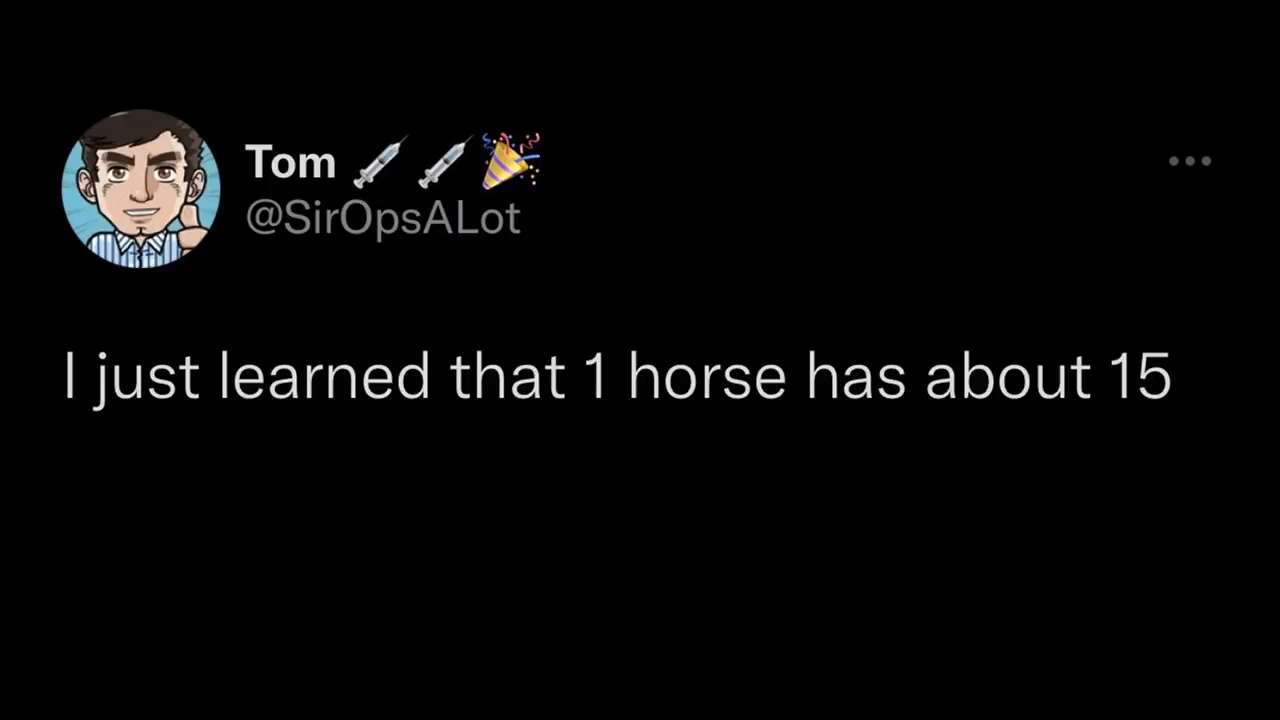 Tom 💉💉🎉
@SirOpsALot
I just learned that 1 horse has about 15